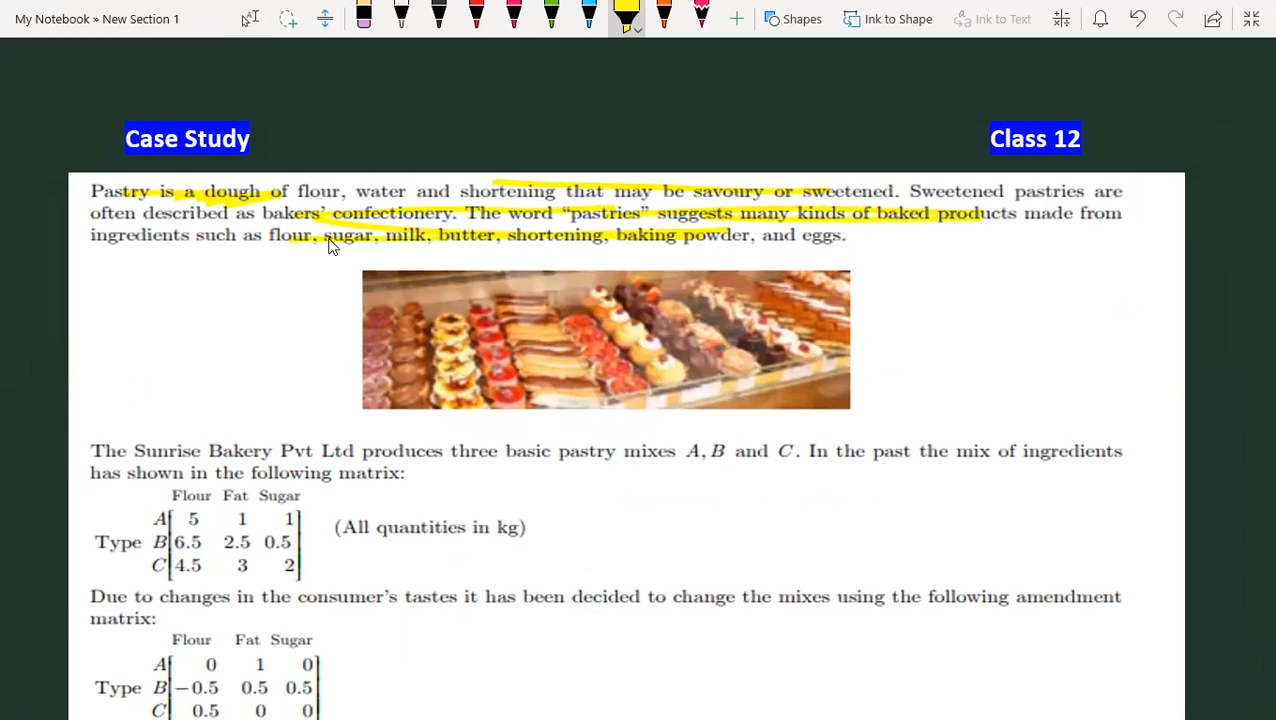 My Notebook » New Section 1
Shapes
Ink to Shape
Ink to Text
Case Study
Class 12
Pastry is a dough of flour, water and shortening that may be savoury or sweetened. Sweetened pastries are
often described as bakers' confectionery. The word “pastries” suggests many kinds of baked products made from
ingredients such as flour, sugar, milk, butter, shortening, baking powder, and eggs.
The Sunrise Bakery Pvt Ltd produces three basic pastry mixes A, B and C. In the past the mix of ingredients
has shown in the following matrix:
Flour Fat Sugar
A 5 1 1
Type B 6.5 2.5 0.5
C 4.5 3 2
(All quantities in kg)
Due to changes in the consumer's tastes it has been decided to change the mixes using the following amendment
matrix:
Flour Fat Sugar
A 0 1 0
Type B −0.5 0.5 0.5
C 0.5 0 0